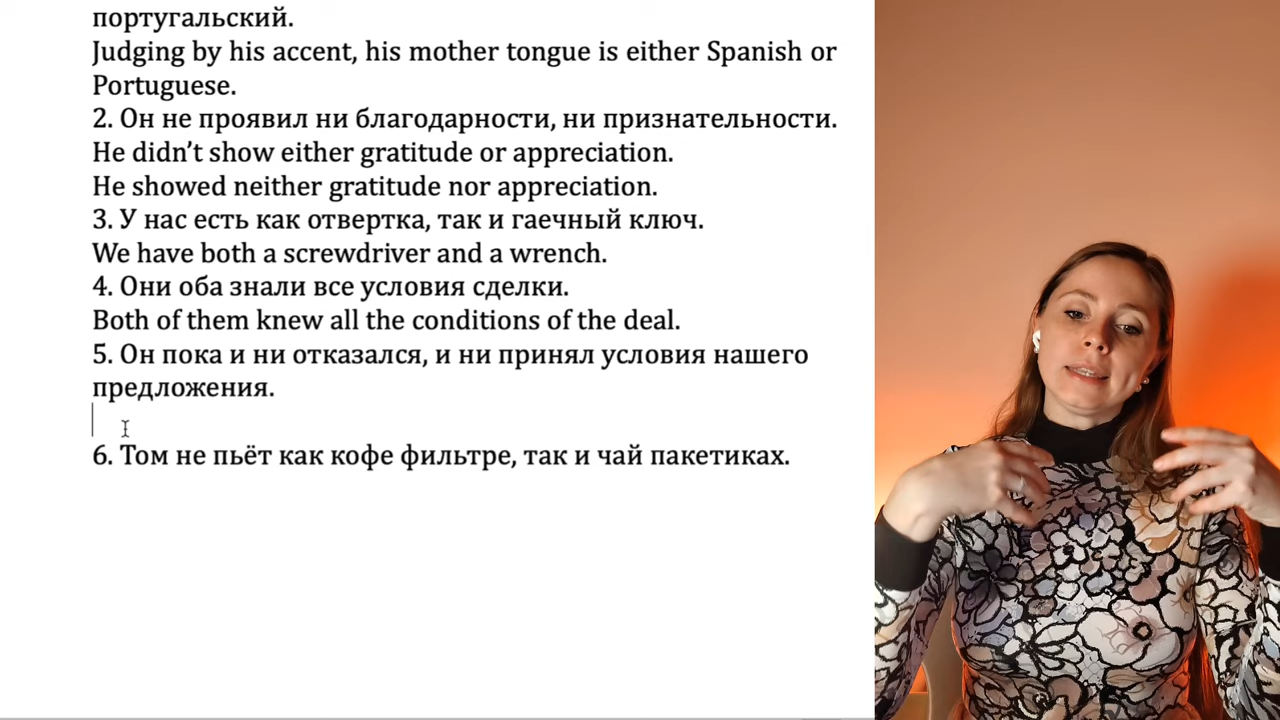 португальский.
Judging by his accent, his mother tongue is either Spanish or
Portuguese.
2. Он не проявил ни благодарности, ни признательности.
He didn’t show either gratitude or appreciation.
He showed neither gratitude nor appreciation.
3. У нас есть как отвертка, так и гаечный ключ.
We have both a screwdriver and a wrench.
4. Они оба знали все условия сделки.
Both of them knew all the conditions of the deal.
5. Он пока и ни отказался, и ни принял условия нашего
предложения.
6. Том не пьёт как кофе фильтре, так и чай пакетиках.